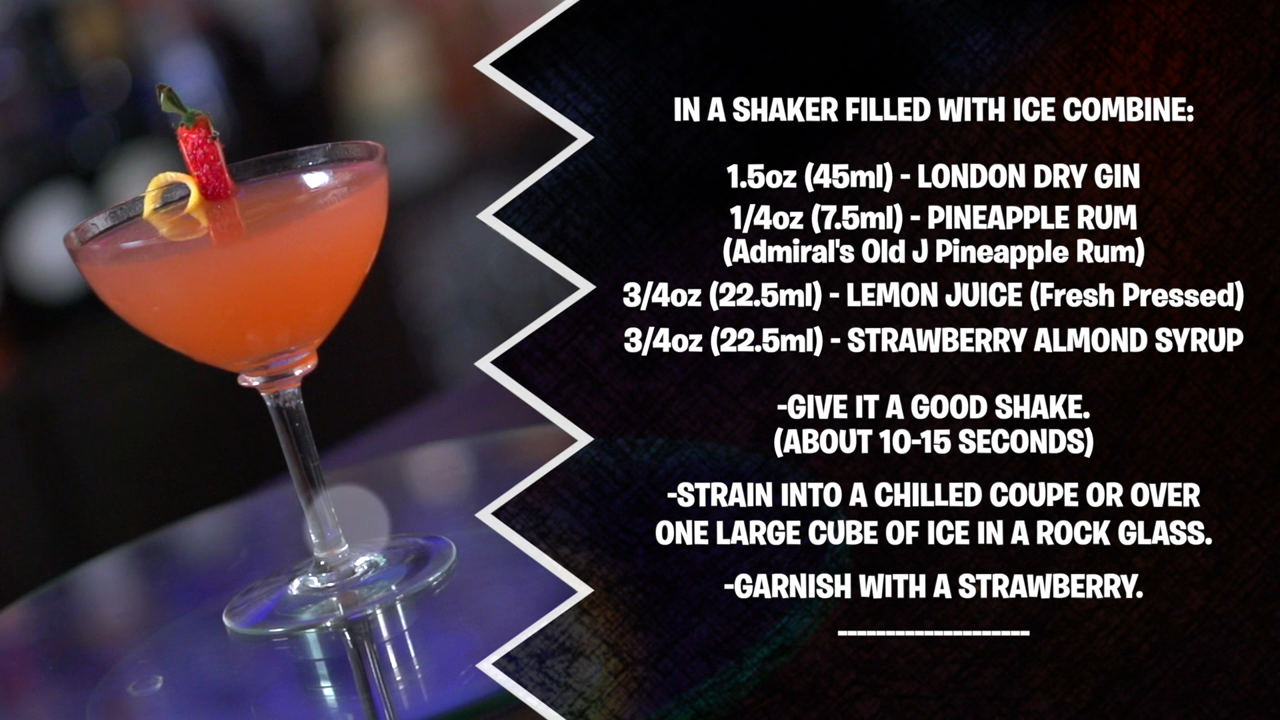 IN A SHAKER FILLED WITH ICE COMBINE:
1.5oz (45ml) - LONDON DRY GIN
1/4oz (7.5ml) - PINEAPPLE RUM
(Admiral's Old J Pineapple Rum)
3/4oz (22.5ml) - LEMON JUICE (Fresh Pressed)
3/4oz (22.5ml) - STRAWBERRY ALMOND SYRUP
-GIVE IT A GOOD SHAKE.
(ABOUT 10-15 SECONDS)
-STRAIN INTO A CHILLED COUPE OR OVER
ONE LARGE CUBE OF ICE IN A ROCK GLASS.
-GARNISH WITH A STRAWBERRY.
--------------------